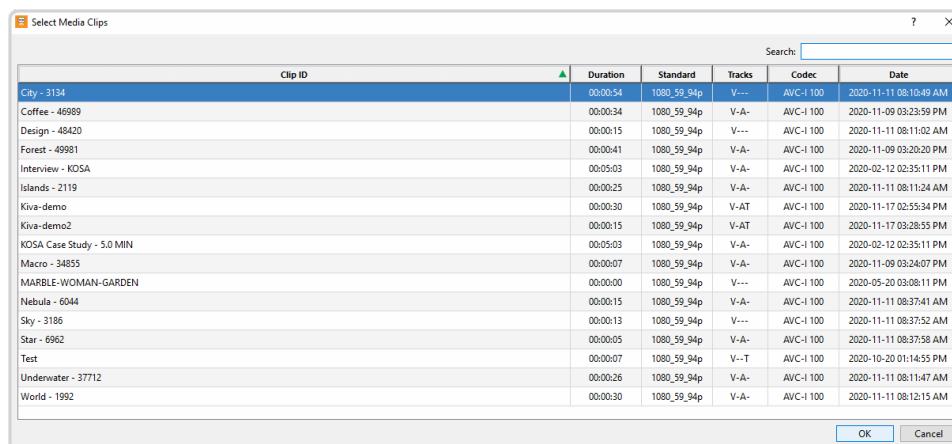 Select Media Clips ?
Search:
Clip ID Duration Standard Tracks Codec Date
City - 3134 00:00:54 1080_59_94p V--- AVC-I 100 2020-11-11 08:10:49 AM
Coffee - 46989 00:00:34 1080_59_94p V-A- AVC-I 100 2020-11-09 03:23:59 PM
Design - 48420 00:00:15 1080_59_94p V--- AVC-I 100 2020-11-11 08:11:02 AM
Forest - 49981 00:00:41 1080_59_94p V-A- AVC-I 100 2020-11-09 03:20:20 PM
Interview - KOSA 00:05:03 1080_59_94p V-A- AVC-I 100 2020-02-12 02:35:11 PM
Islands - 2119 00:00:25 1080_59_94p V-A- AVC-I 100 2020-11-11 08:11:24 AM
Kiva-demo 00:00:30 1080_59_94p V-AT AVC-I 100 2020-11-17 02:55:34 PM
Kiva-demo2 00:00:15 1080_59_94p V-AT AVC-I 100 2020-11-17 03:28:55 PM
KOSA Case Study - 5.0 MIN 00:05:03 1080_59_94p V-A- AVC-I 100 2020-02-12 02:35:11 PM
Macro - 34855 00:00:07 1080_59_94p V-A- AVC-I 100 2020-11-09 03:24:07 PM
MARBLE-WOMAN-GARDEN 00:00:00 1080_59_94p V--- AVC-I 100 2020-05-20 03:08:11 PM
Nebula - 6044 00:00:15 1080_59_94p V-A- AVC-I 100 2020-11-11 08:37:41 AM
Sky - 3186 00:00:13 1080_59_94p V--- AVC-I 100 2020-11-11 08:37:52 AM
Star - 6962 00:00:05 1080_59_94p V-A- AVC-I 100 2020-11-11 08:37:58 AM
Test 00:00:07 1080_59_94p V--T AVC-I 100 2020-10-20 01:14:55 PM
Underwater - 37712 00:00:26 1080_59_94p V-A- AVC-I 100 2020-11-11 08:11:47 AM
World - 1992 00:00:30 1080_59_94p V-A- AVC-I 100 2020-11-11 08:12:15 AM
OK Cancel